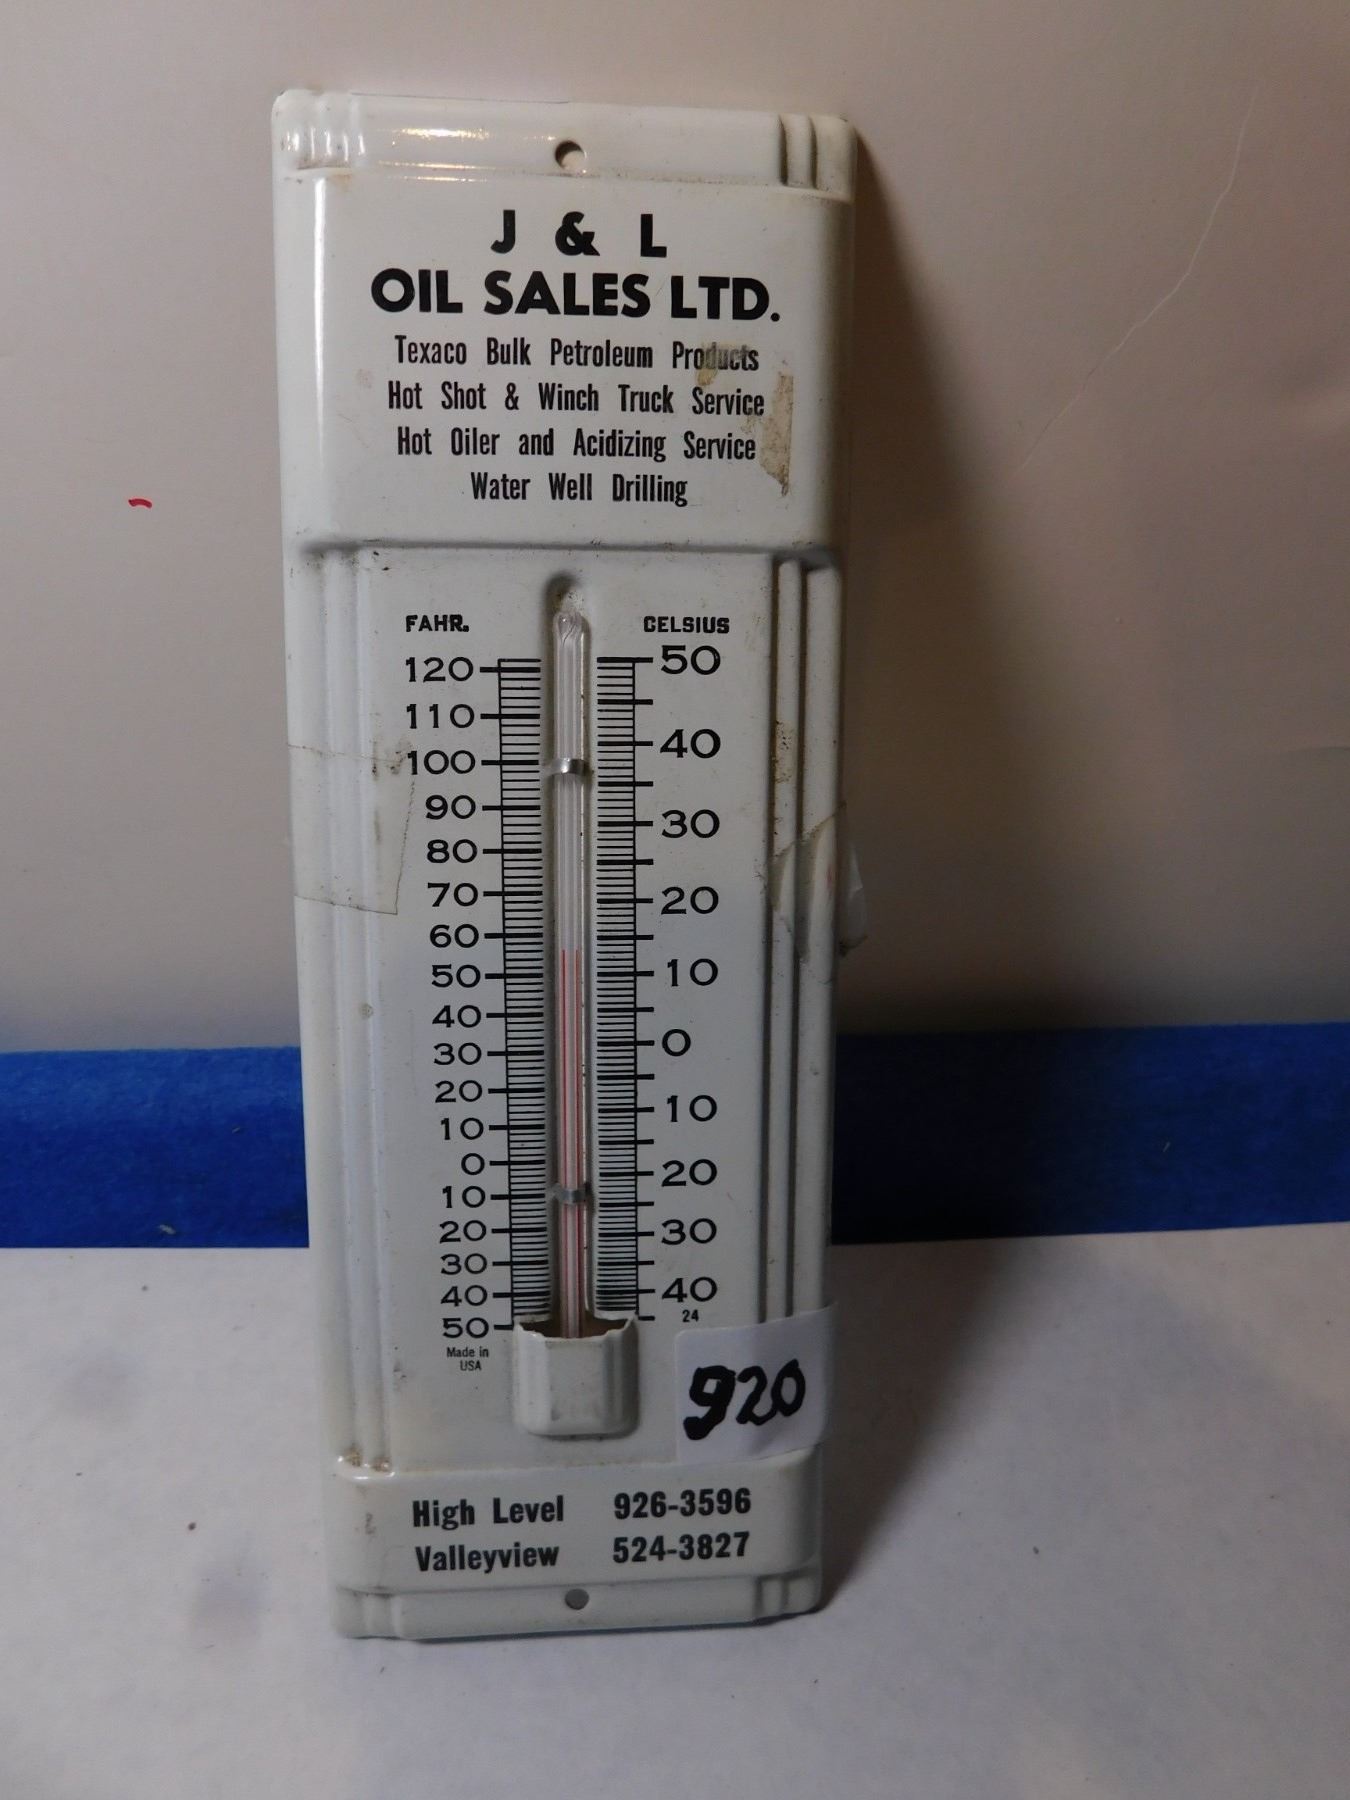 J & L
OIL SALES LTD.
Texaco Bulk Petroleum Products
Hot Shot & Winch Truck Service
Hot Oiler and Acidizing Service
Water Well Drilling
FAHR. CELSIUS
120 50
110
100 40
90 30
80
70 20
60
50 10
40
30 0
20
10 10
0 20
10
20 30
30
40 40
50 24
Made in
USA
920
High Level 926-3596
Valleyview 524-3827